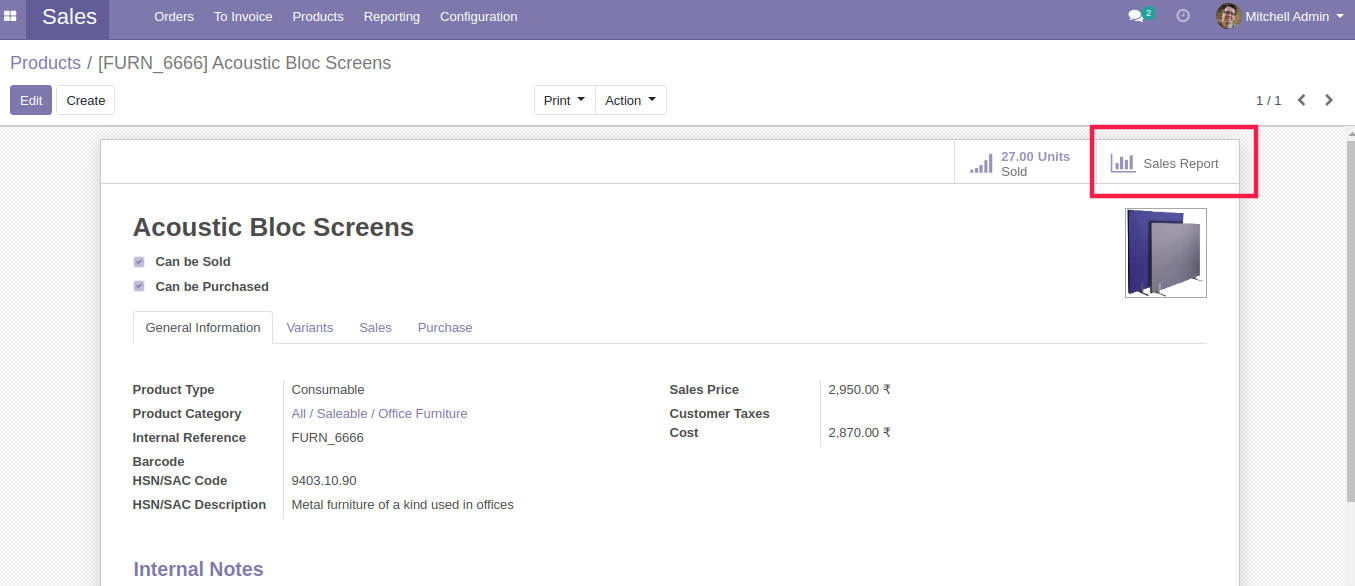 Sales Orders To Invoice Products Reporting Configuration 2 Mitchell Admin
Products / [FURN_6666] Acoustic Bloc Screens
Edit Create Print Action 1 / 1
27.00 Units
Sold
Sales Report
Acoustic Bloc Screens
Can be Sold
Can be Purchased
General Information Variants Sales Purchase
Product Type Consumable Sales Price 2,950.00 ₹
Product Category All / Saleable / Office Furniture Customer Taxes
Internal Reference FURN_6666 Cost 2,870.00 ₹
Barcode
HSN/SAC Code 9403.10.90
HSN/SAC Description Metal furniture of a kind used in offices
Internal Notes